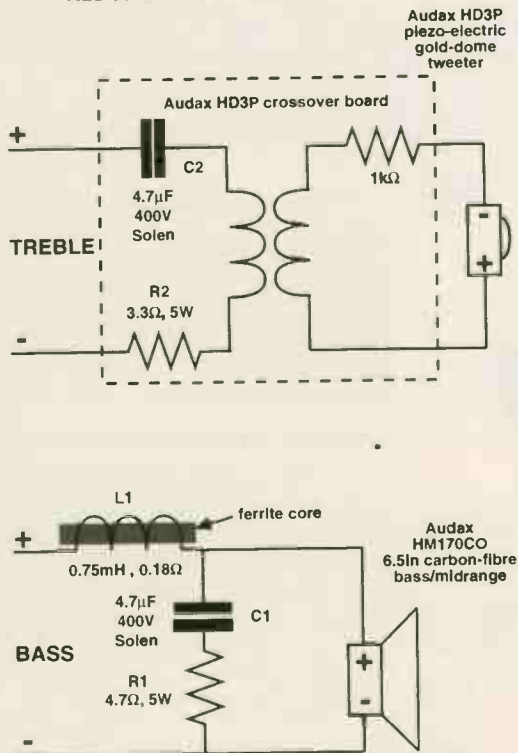 Audax HD3P
piezo-electric
gold-dome
tweeter
Audax HD3P crossover board
+
C2
1kΩ
4.7µF
400V
Solen
-
+
TREBLE
R2
3.3Ω, 5W
-
L1
ferrite core
+
0.75mH, 0.18Ω
Audax
HM170CO
6.5in carbon-fibre
bass/midrange
4.7µF
400V
Solen
C1
+
-
BASS
R1
4.7Ω, 5W
-